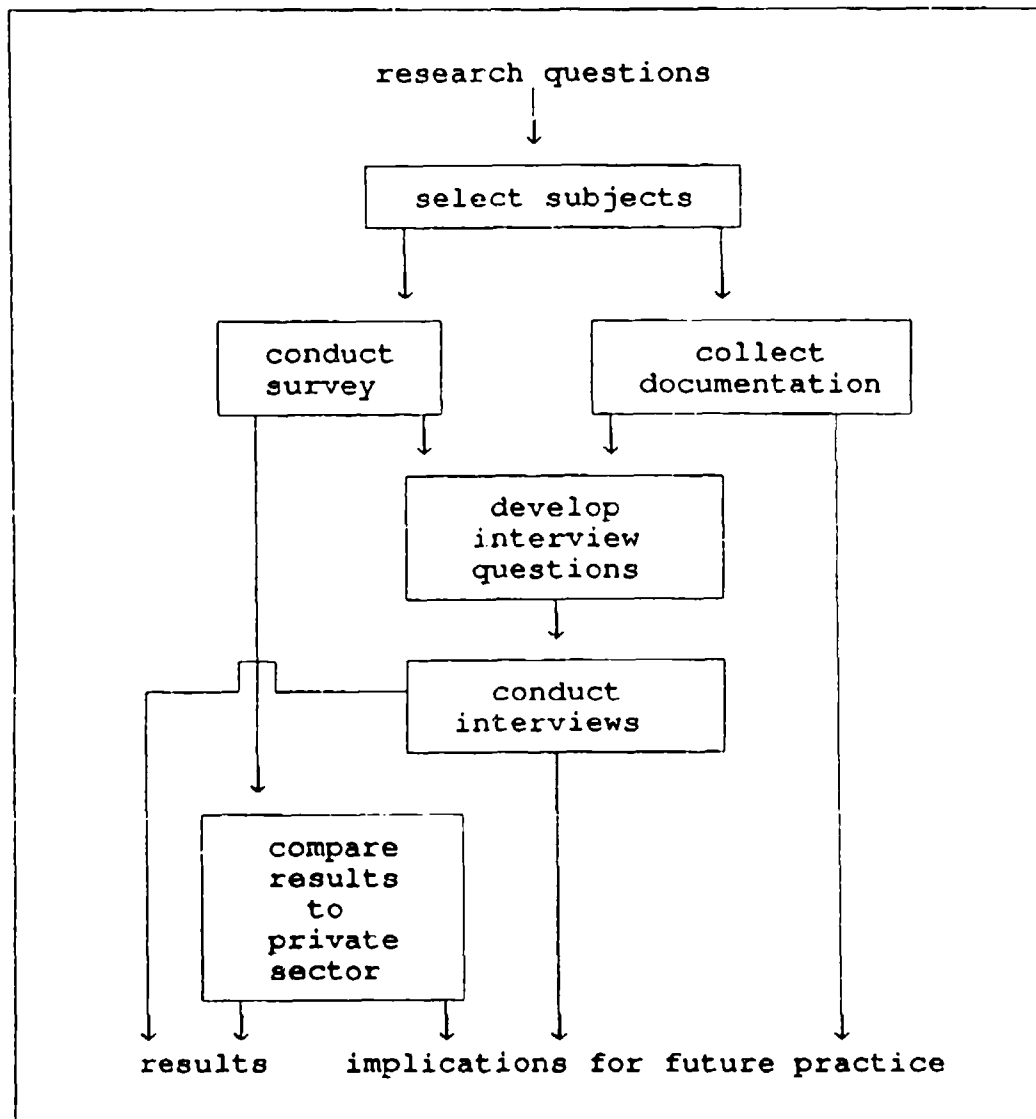 research questions
select subjects
conduct
survey
collect
documentation
develop
interview
questions
conduct
interviews
compare
results
to
private
sector
results
implications for future practice